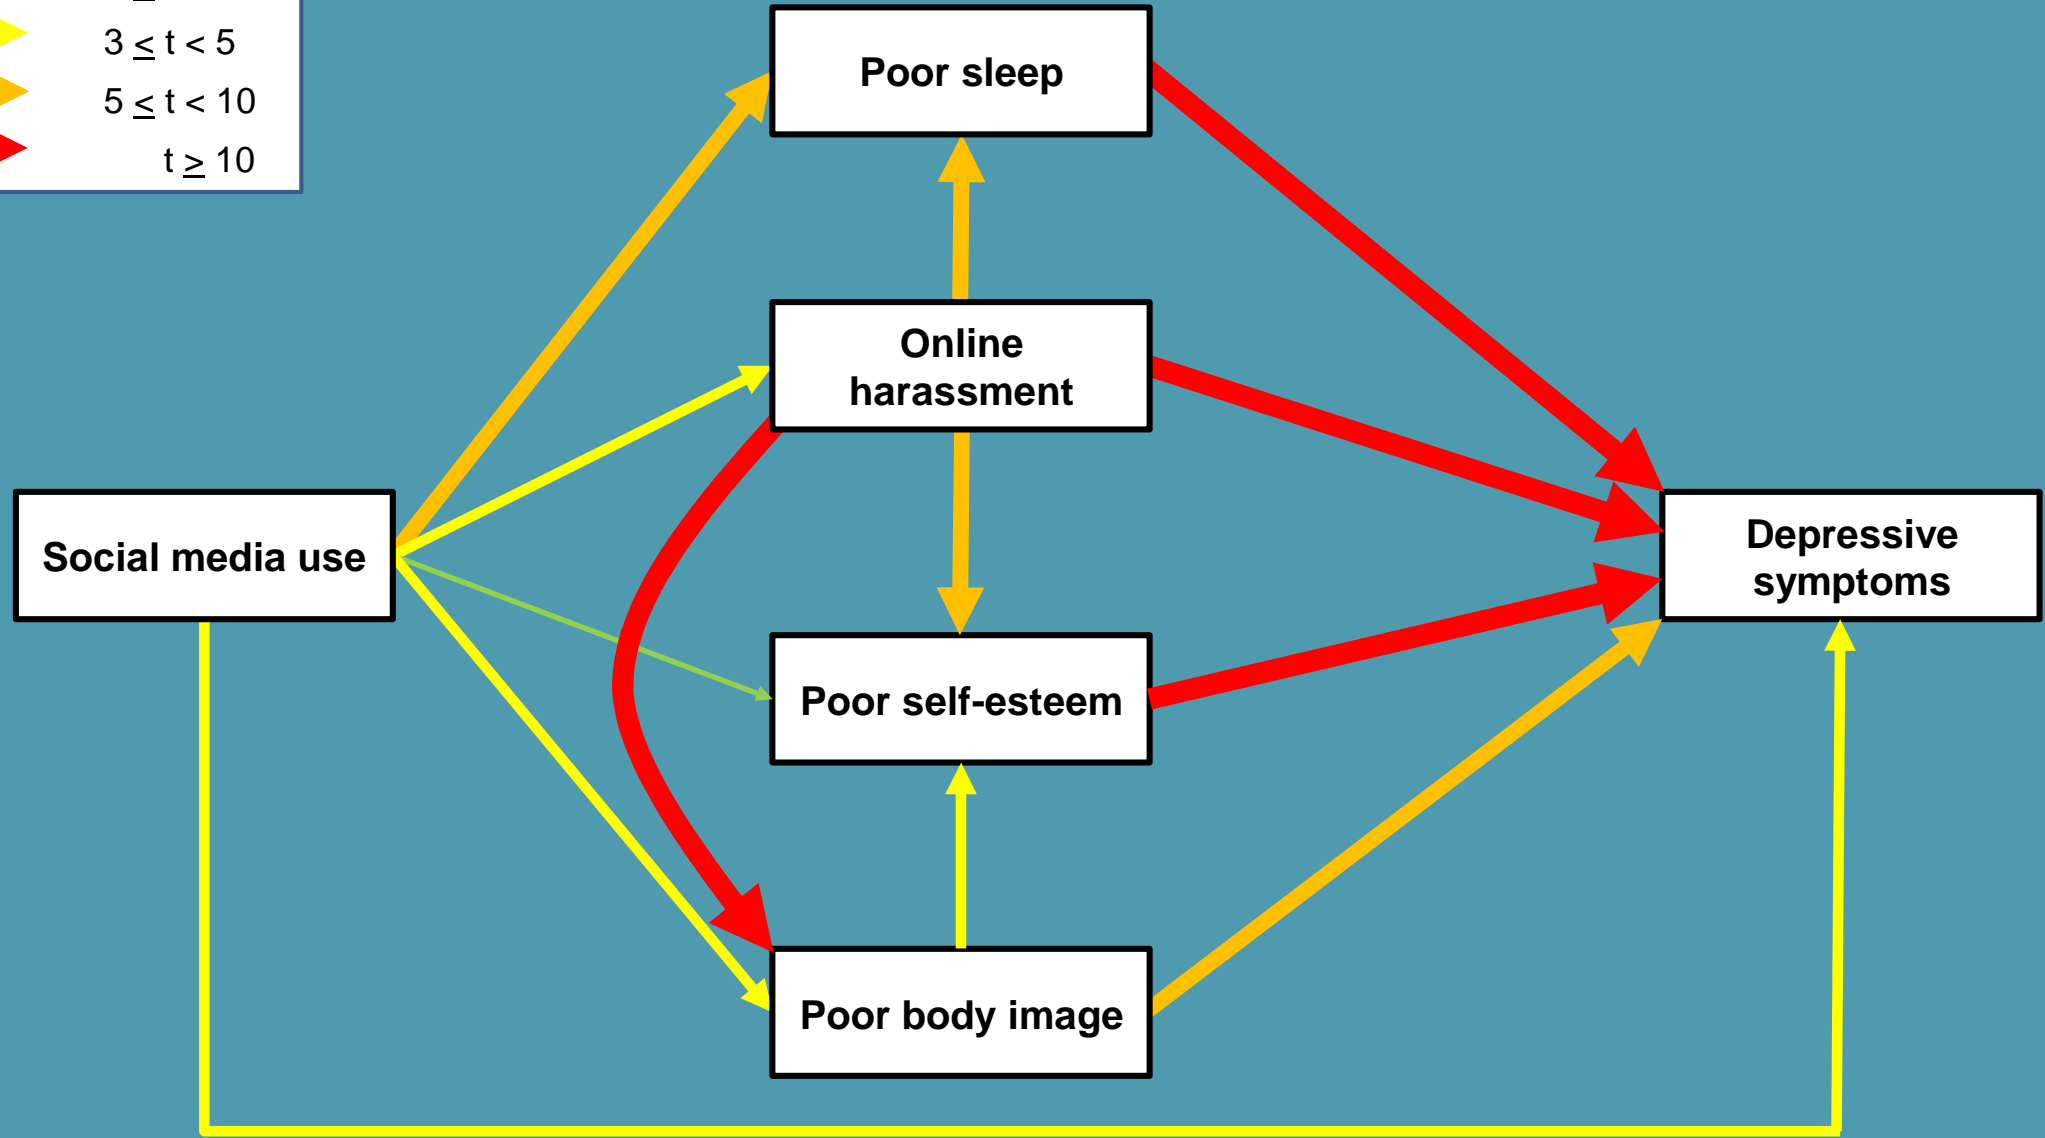 3 ≤ t < 5
5 ≤ t < 10
t ≥ 10
Poor sleep
Online
harassment
Social media use
Depressive
symptoms
Poor self-esteem
Poor body image